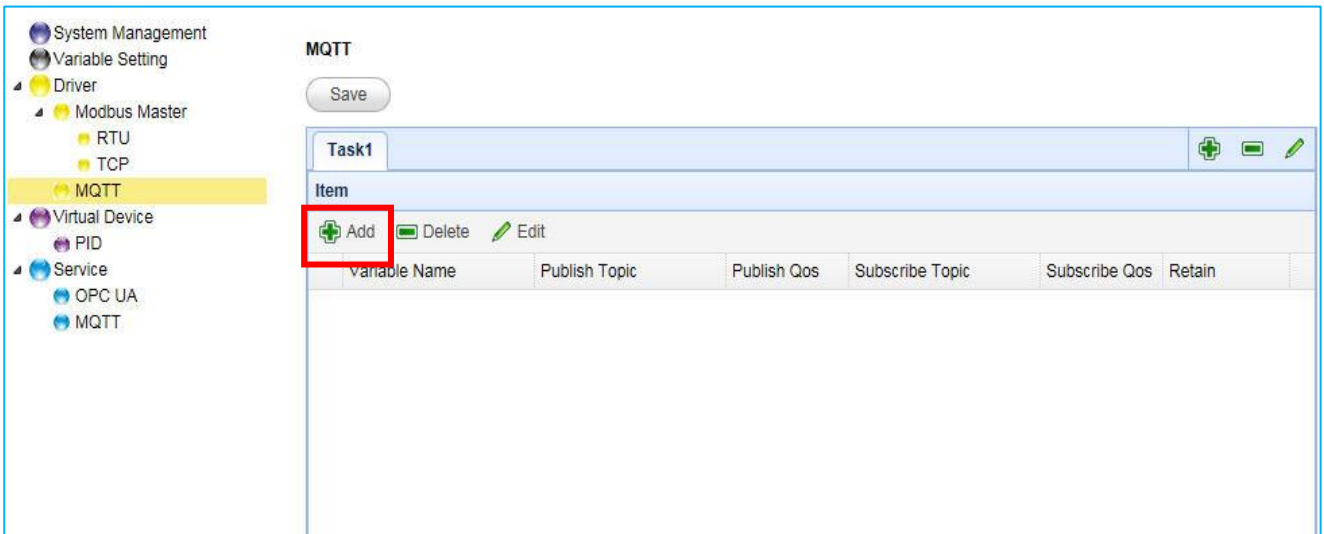 System Management
Variable Setting
Driver
Modbus Master
RTU
TCP
MQTT
Virtual Device
PID
Service
OPC UA
MQTT
MQTT
Save
Task1
Item
Add Delete Edit
Variable Name Publish Topic Publish Qos Subscribe Topic Subscribe Qos Retain